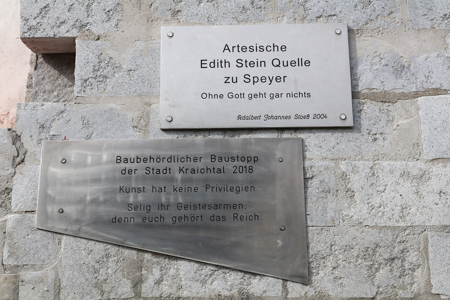 Artesische
Edith Stein Quelle
zu Speyer
Ohne Gott geht gar nichts
Adalbert Johannes Stoeß 2004
Baubehördlicher Baustopp
der Stadt Kraichtal 2018
Kunst hat keine Privilegien
Selig ihr Geistesarmen,
denn euch gehört das Reich.